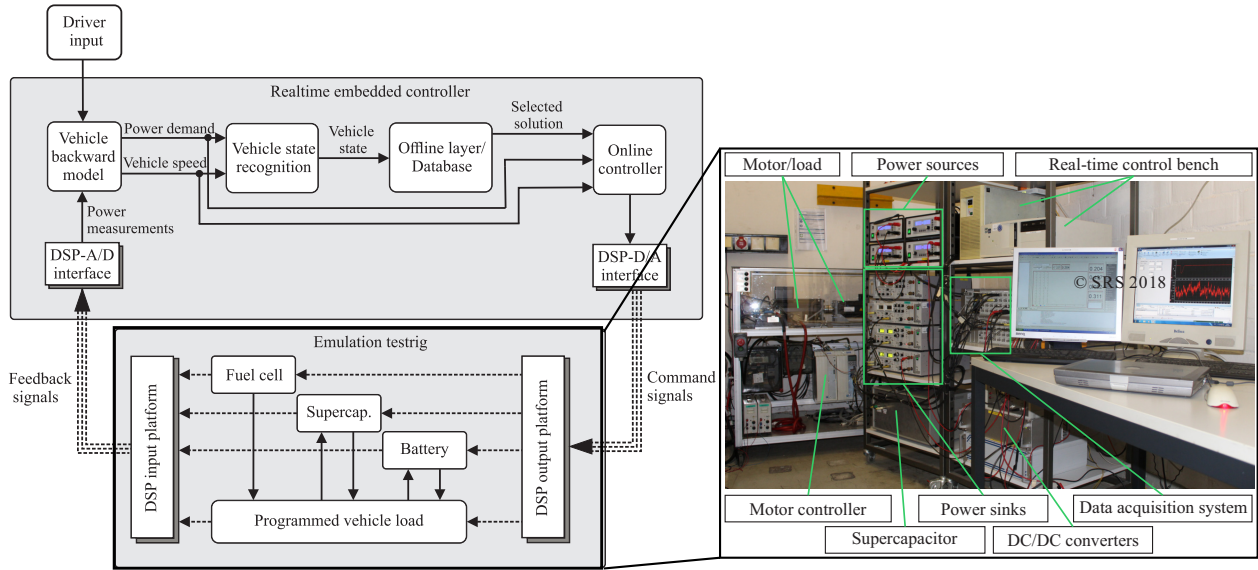 Driver
input
Realtime embedded controller
Vehicle
backward
model
Power demand
Vehicle speed
Vehicle state
recognition
Vehicle
state
Offline layer/
Database
Selected
solution
Online
controller
Power
measurements
DSP-A/D
interface
DSP-D/A
interface
Feedback
signals
Command
signals
Emulation testrig
DSP input platform
Fuel cell
Supercap.
Battery
Programmed vehicle load
DSP output platform
Motor/load
Power sources
Real-time control bench
© SRS 2018
Motor controller
Power sinks
Data acquisition system
Supercapacitor
DC/DC converters